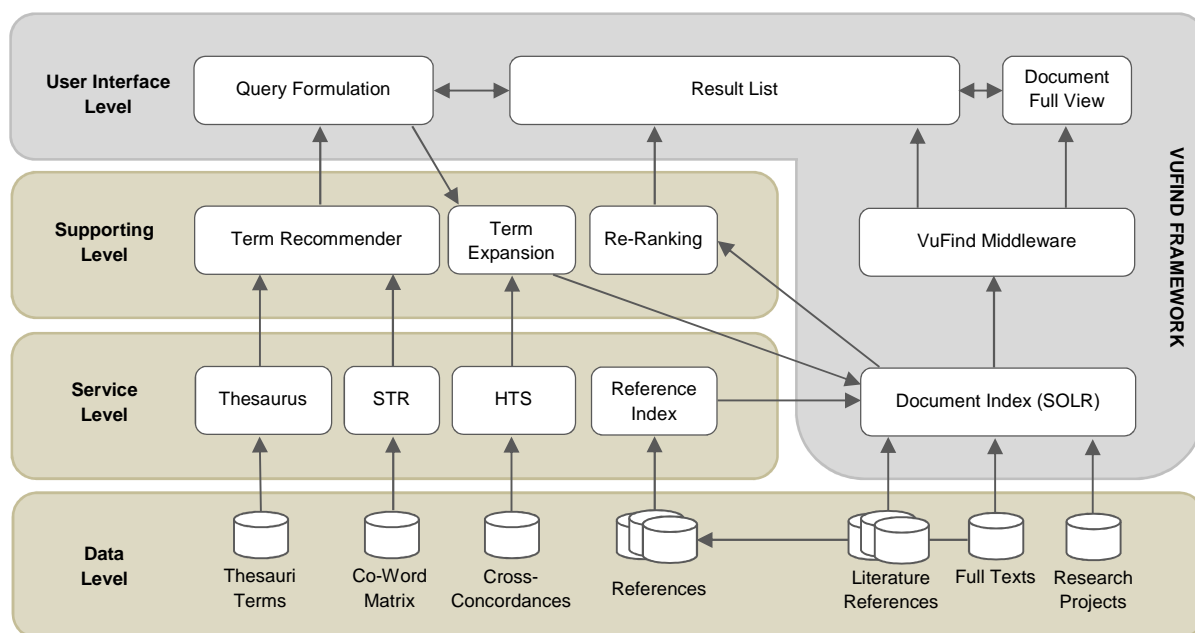 User Interface
Level
Query Formulation
Result List
Document
Full View
VUFIND FRAMEWORK
Supporting
Level
Term Recommender
Term
Expansion
Re-Ranking
VuFind Middleware
Service
Level
Thesaurus
STR
HTS
Reference
Index
Document Index (SOLR)
Data
Level
Thesauri
Terms
Co-Word
Matrix
Cross-
Concordances
References
Literature
References
Full Texts
Research
Projects